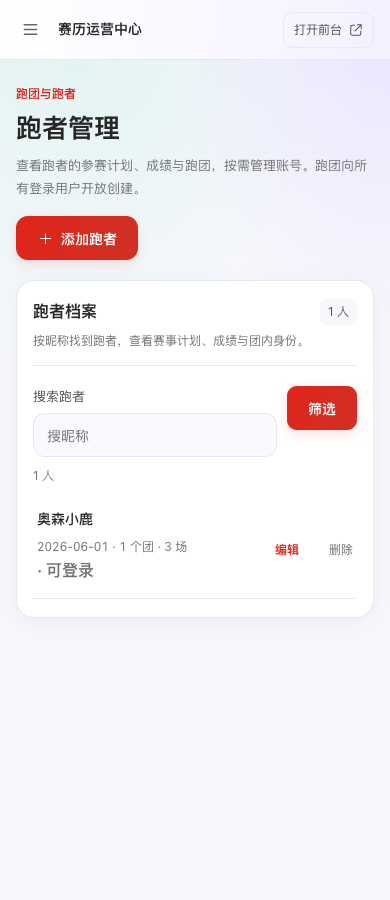 赛历运营中心
打开前台
跑团与跑者
跑者管理
查看跑者的参赛计划、成绩与跑团，按需管理账号。跑团向所
有登录用户开放创建。
添加跑者
跑者档案
1 人
按昵称找到跑者，查看赛事计划、成绩与团内身份。
搜索跑者
搜昵称
筛选
1 人
奥森小鹿
2026-06-01 · 1 个团 · 3 场
· 可登录
编辑
删除